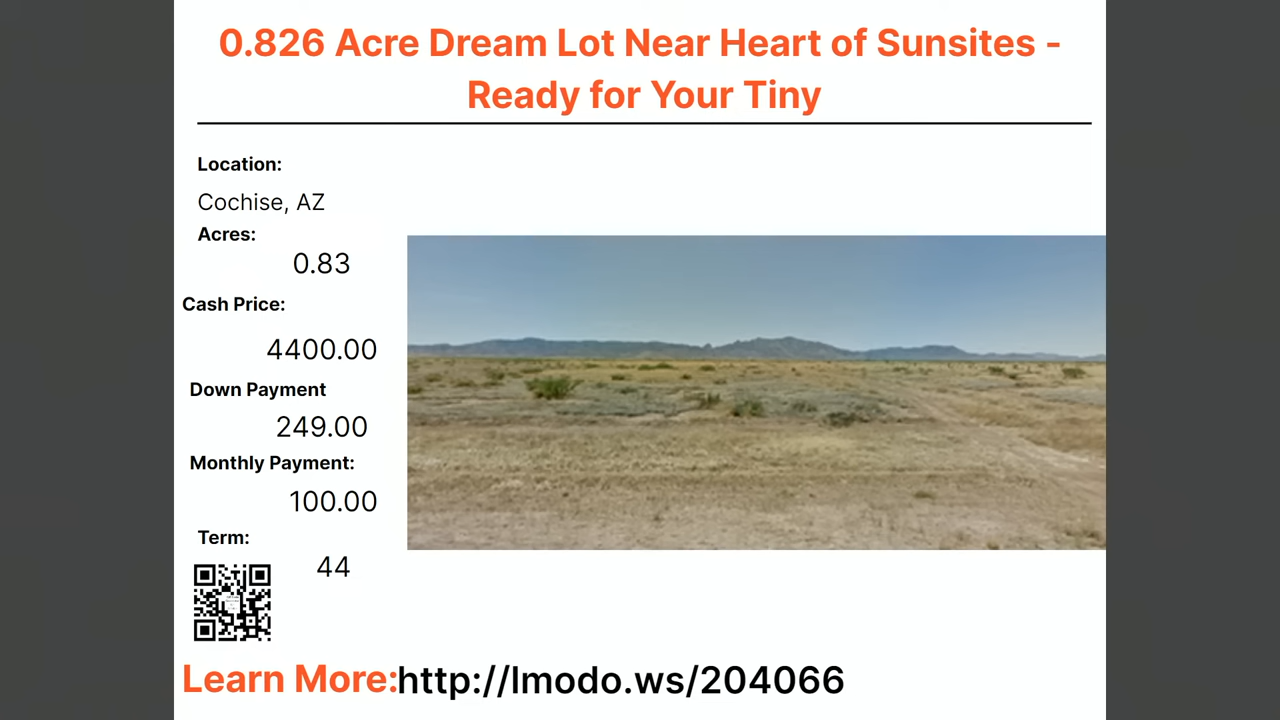 0.826 Acre Dream Lot Near Heart of Sunsites -
Ready for Your Tiny
Location:
Cochise, AZ
Acres:
0.83
Cash Price:
4400.00
Down Payment
249.00
Monthly Payment:
100.00
Term:
44
Learn More:http://lmodo.ws/204066